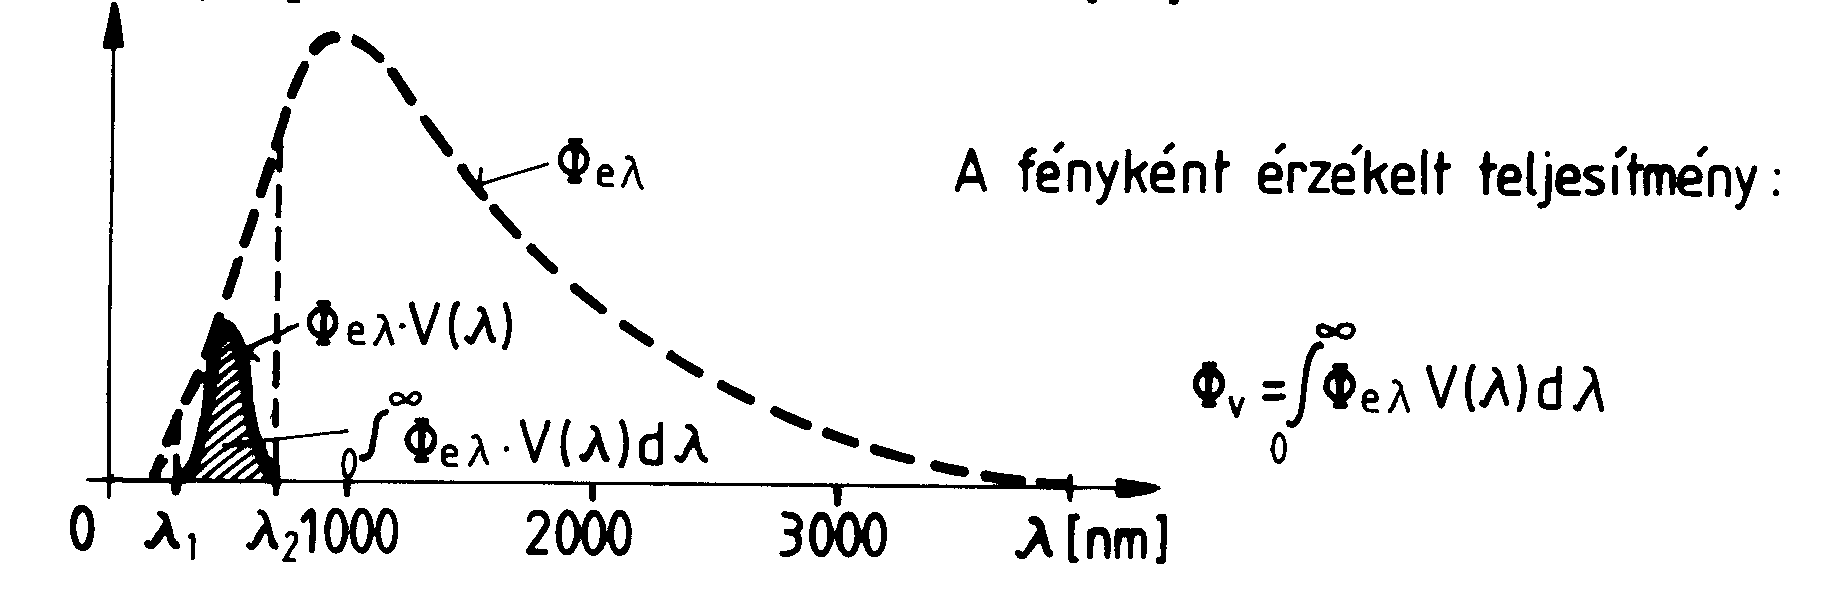 Φeλ
A fényként érzékelt teljesítmény:
Φeλ·V(λ)
Φv = ∫₀^∞ Φeλ V(λ) dλ
∫₀^∞ Φeλ·V(λ) dλ
0 λ₁ λ₂ 1000 2000 3000 λ [nm]